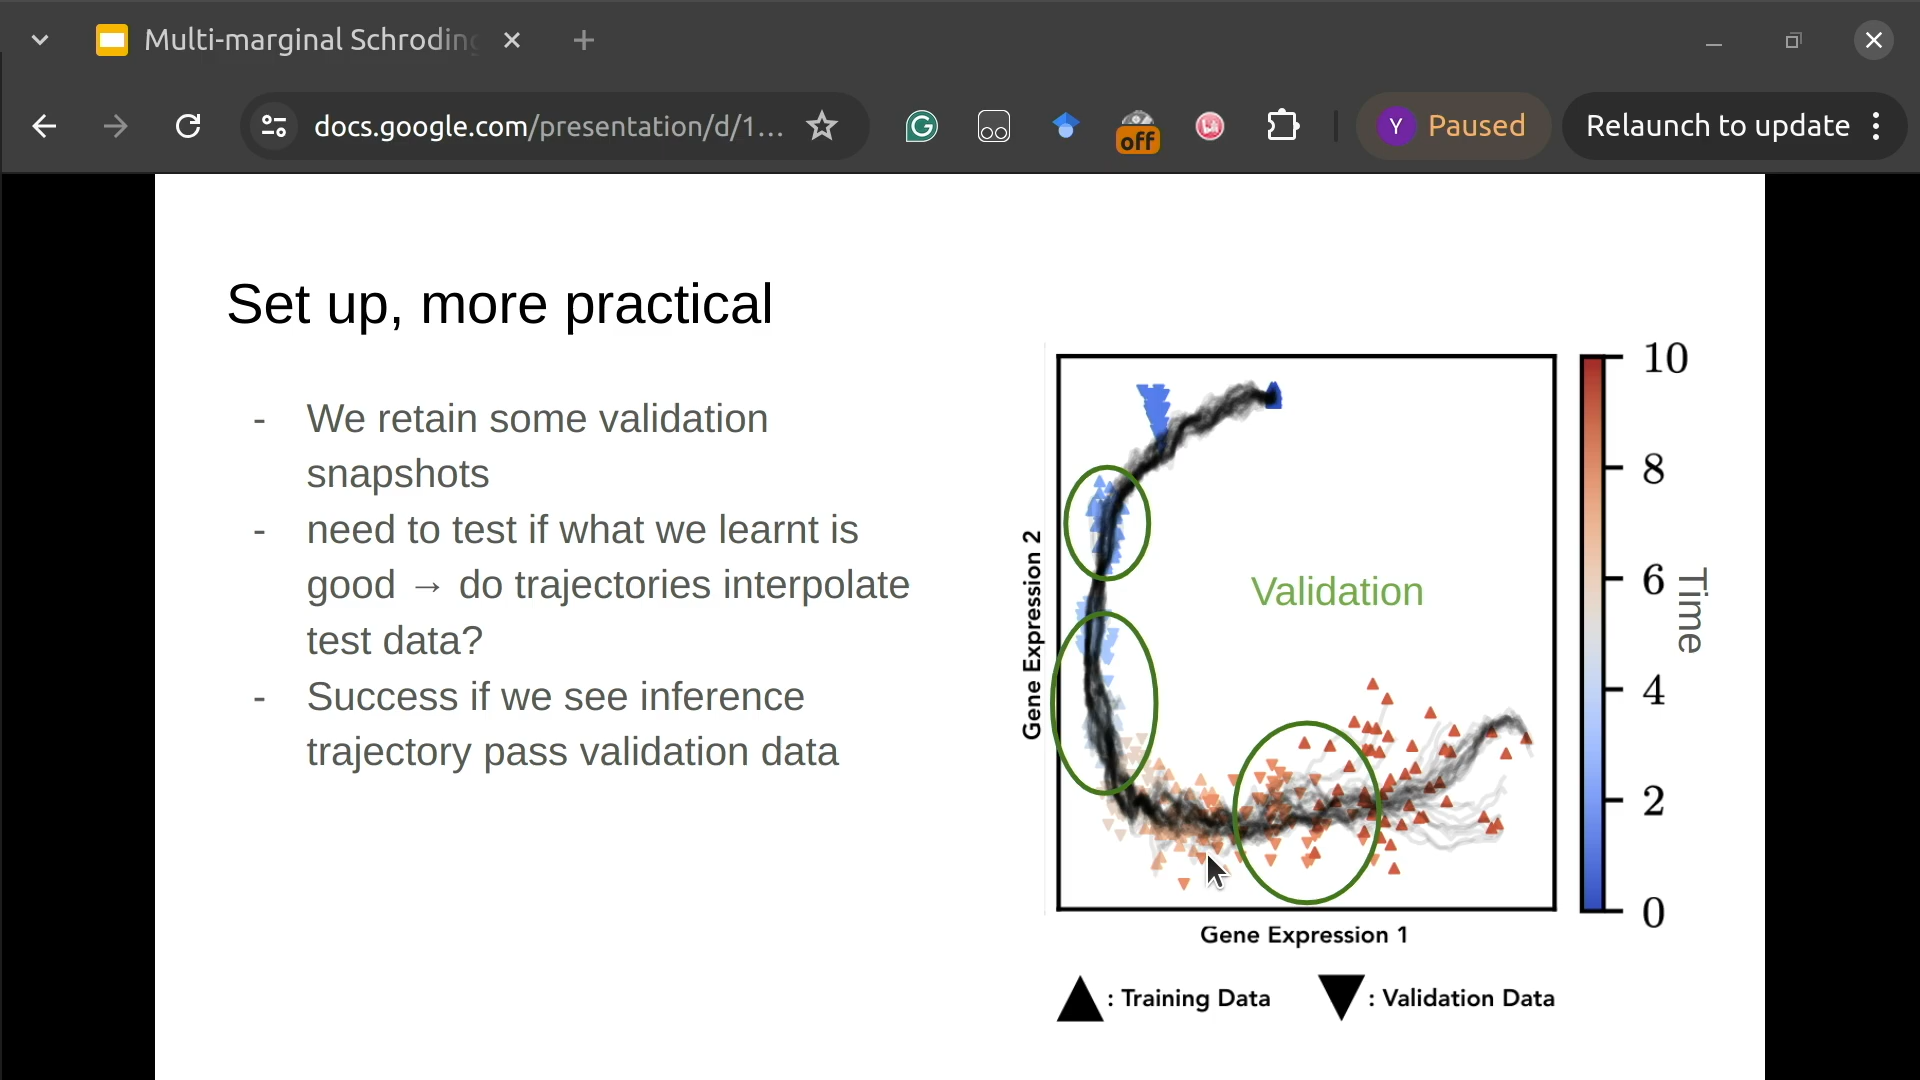 Multi-marginal Schroding
docs.google.com/presentation/d/1...
off
Y Paused
Relaunch to update
Set up, more practical
- We retain some validation
snapshots
- need to test if what we learnt is
good → do trajectories interpolate
test data?
- Success if we see inference
trajectory pass validation data
Gene Expression 2
Validation
Gene Expression 1
10
8
6
4
2
0
Time
: Training Data
: Validation Data